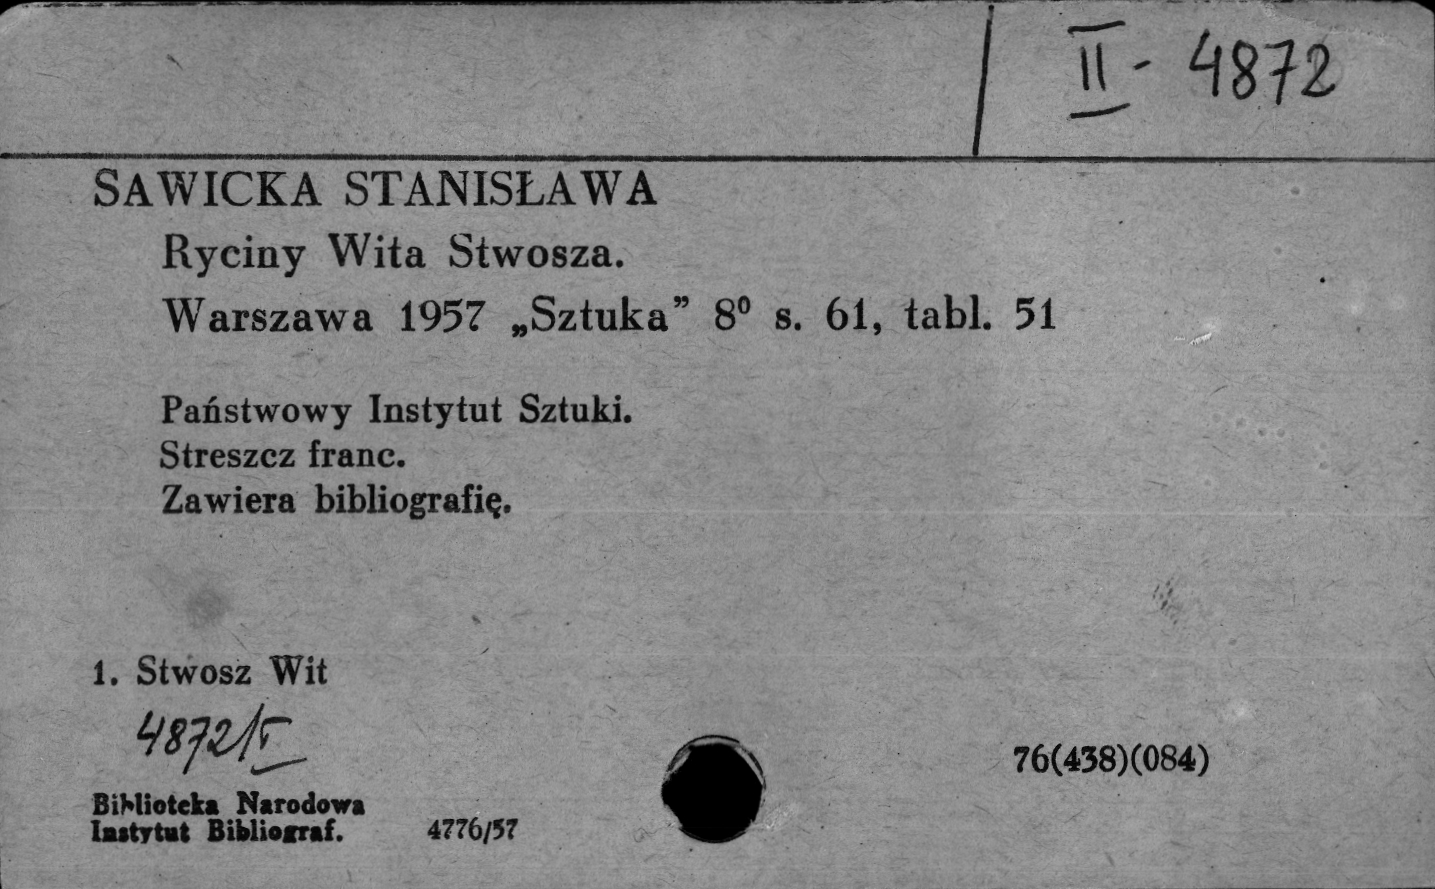 II - 4872
SAWICKA STANISŁAWA
Ryciny Wita Stwosza.
Warszawa 1957 „Sztuka” 8⁰ s. 61, tabl. 51
Państwowy Instytut Sztuki.
Streszcz franc.
Zawiera bibliografię.
1. Stwosz Wit
4872/I
76(438)(084)
Biblioteka Narodowa
Instytut Bibliograf. 4776/57